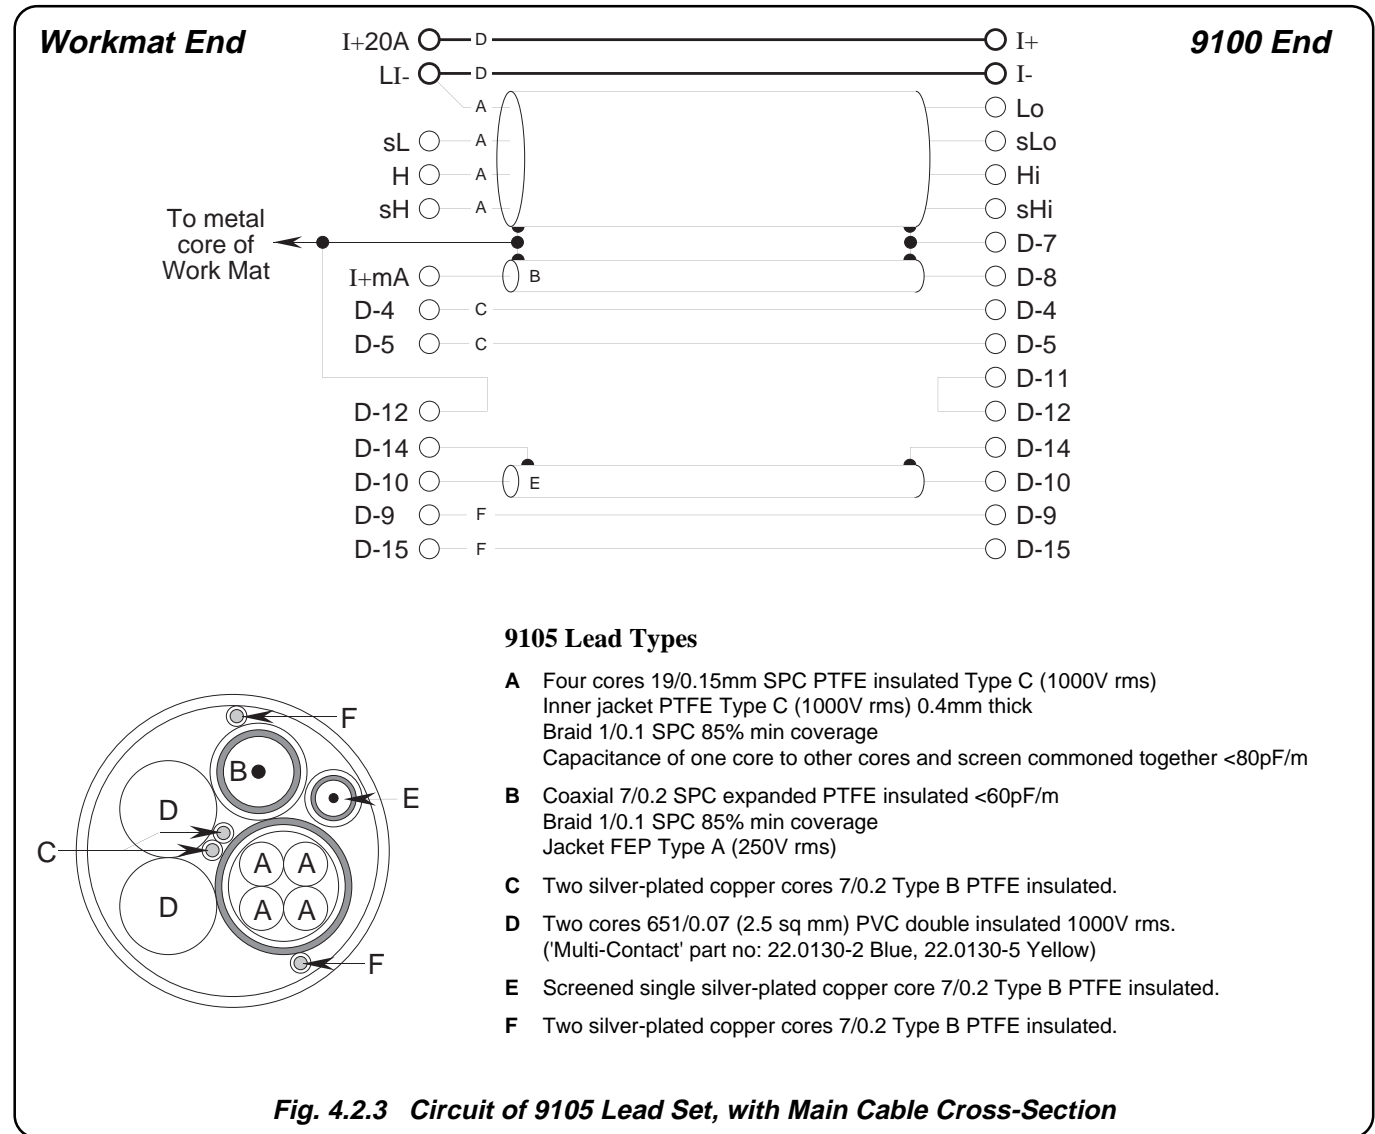 Workmat End
9100 End
I+20A D I+
LI- D I-
A Lo
sL A sLo
H A Hi
sH A sHi
To metal
core of
Work Mat
D-7
I+mA B D-8
D-4 C D-4
D-5 C D-5
D-11
D-12 D-12
D-14 D-14
D-10 E D-10
D-9 F D-9
D-15 F D-15
9105 Lead Types
A Four cores 19/0.15mm SPC PTFE insulated Type C (1000V rms)
Inner jacket PTFE Type C (1000V rms) 0.4mm thick
Braid 1/0.1 SPC 85% min coverage
Capacitance of one core to other cores and screen commoned together <80pF/m
B Coaxial 7/0.2 SPC expanded PTFE insulated <60pF/m
Braid 1/0.1 SPC 85% min coverage
Jacket FEP Type A (250V rms)
C Two silver-plated copper cores 7/0.2 Type B PTFE insulated.
D Two cores 651/0.07 (2.5 sq mm) PVC double insulated 1000V rms.
('Multi-Contact' part no: 22.0130-2 Blue, 22.0130-5 Yellow)
E Screened single silver-plated copper core 7/0.2 Type B PTFE insulated.
F Two silver-plated copper cores 7/0.2 Type B PTFE insulated.
F
B
E
D
C
A A
D
A A
F
Fig. 4.2.3 Circuit of 9105 Lead Set, with Main Cable Cross-Section